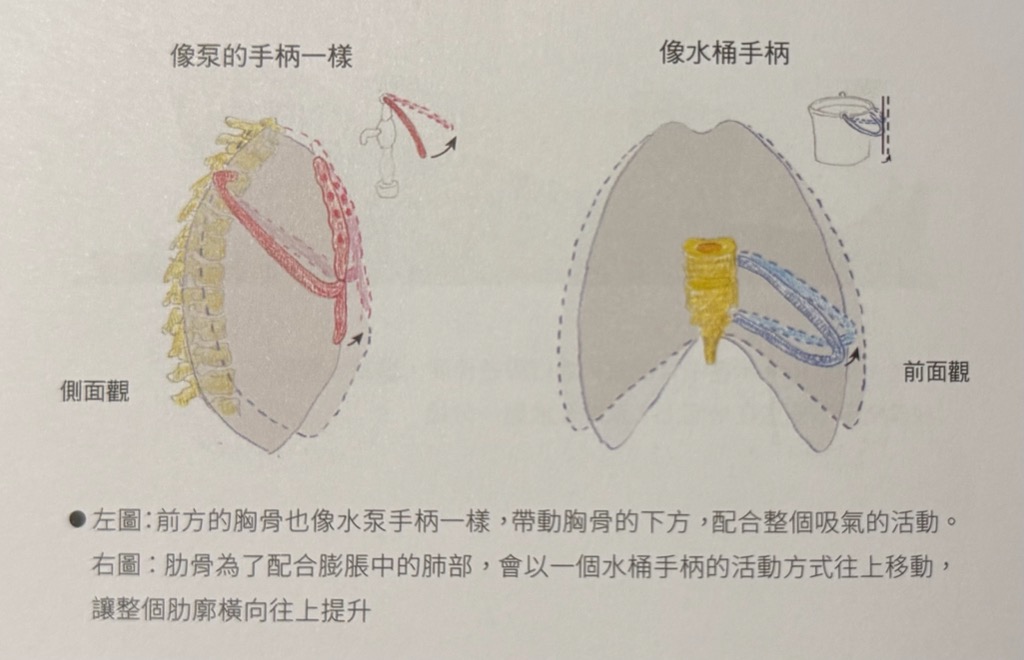 像泵的手柄一樣
像水桶手柄
側面觀
前面觀
●左圖：前方的胸骨也像水泵手柄一樣，帶動胸骨的下方，配合整個吸氣的活動。
右圖：肋骨為了配合膨脹中的肺部，會以一個水桶手柄的活動方式往上移動，
讓整個肋廓橫向往上提升